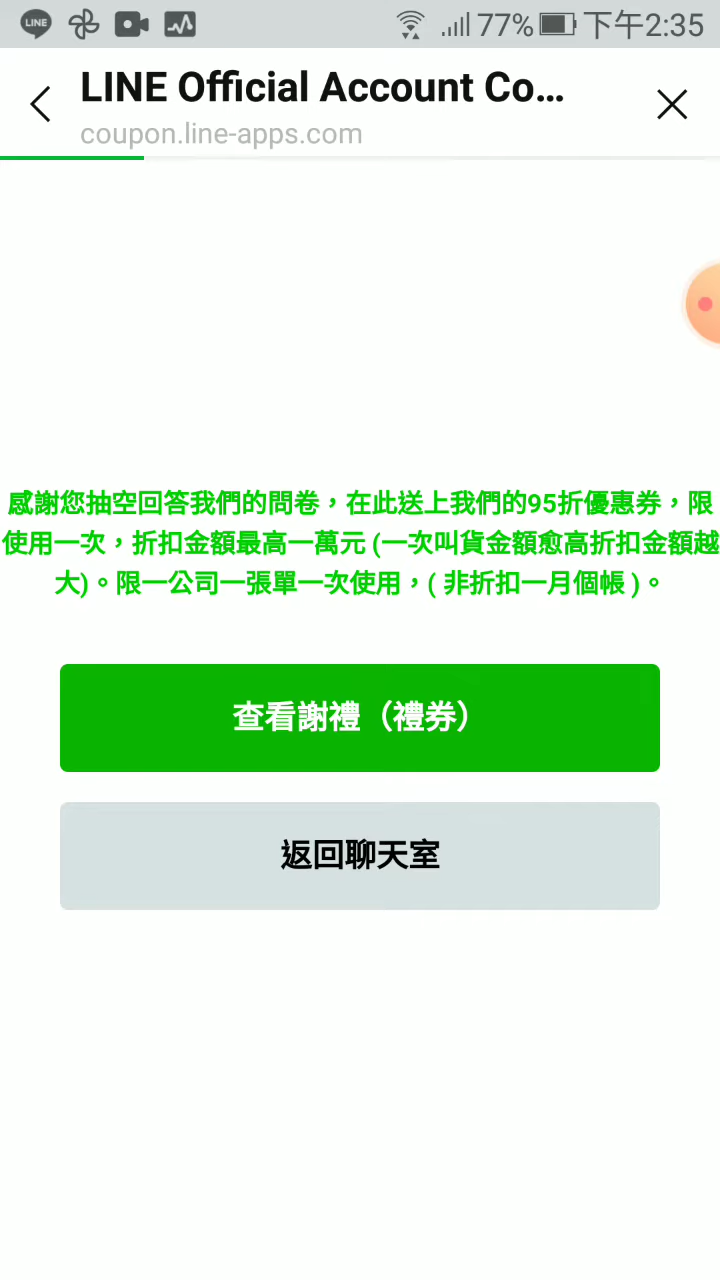 LINE 77% 下午2:35
LINE Official Account Co...
coupon.line-apps.com
感謝您抽空回答我們的問卷，在此送上我們的95折優惠券，限
使用一次，折扣金額最高一萬元 (一次叫貨金額愈高折扣金額越
大)。限一公司一張單一次使用，( 非折扣一月個帳 )。
查看謝禮（禮券）
返回聊天室